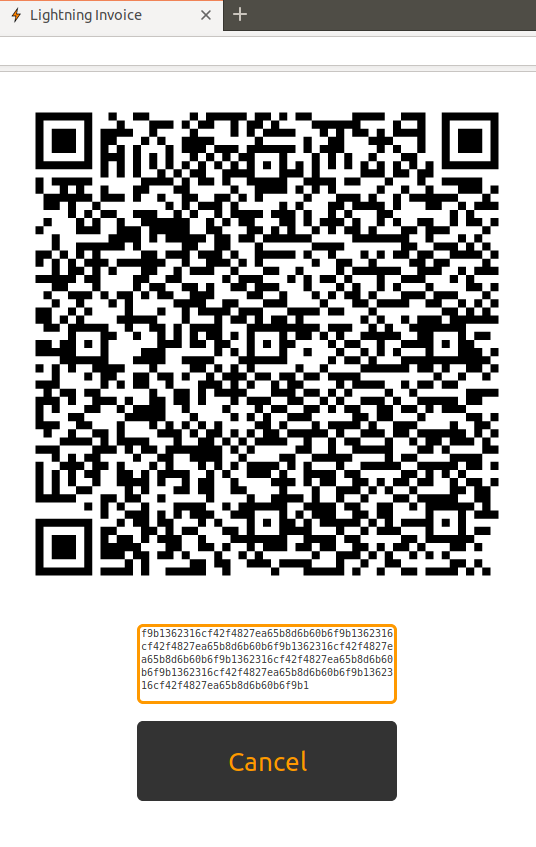 Lightning Invoice
f9b1362316cf42f4827ea65b8d6b60b6f9b1362316
cf42f4827ea65b8d6b60b6f9b1362316cf42f4827e
a65b8d6b60b6f9b1362316cf42f4827ea65b8d6b60
b6f9b1362316cf42f4827ea65b8d6b60b6f9b13623
16cf42f4827ea65b8d6b60b6f9b1
Cancel